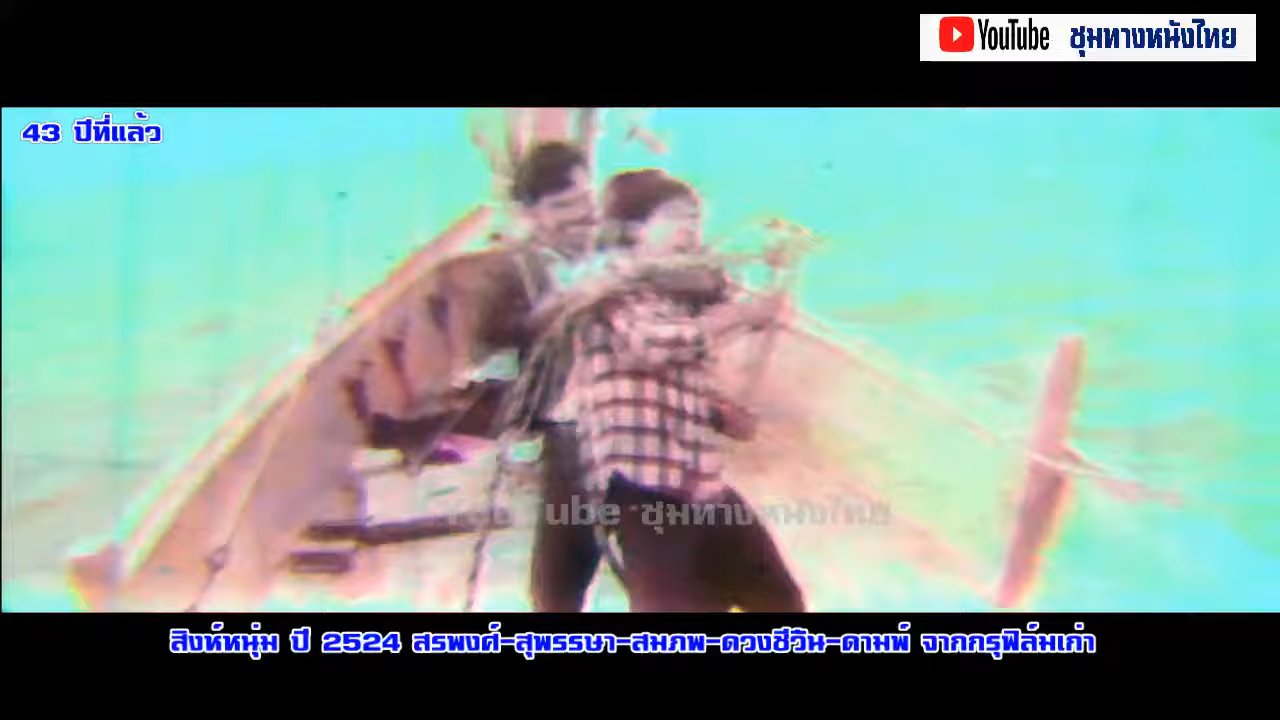 YouTube ชุมทางหนังไทย
43 ปีที่แล้ว
YouTube ชุมทางหนังไทย
สิงห์หนุ่ม ปี 2524 สรพงศ์-สุพรรษา-สมภพ-ดวงชีวัน-ดามพ์ จากกรุฟิล์มเก่า